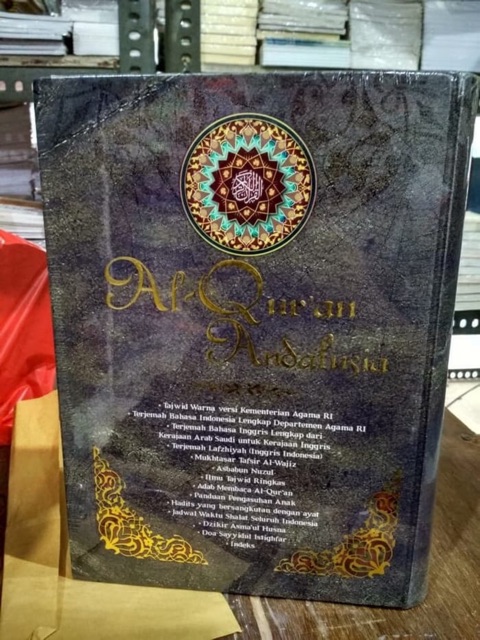 Al-Qur'an
Andalusia
• Tajwid Warna versi Kementerian Agama RI
• Terjemah Bahasa Indonesia Lengkap Departemen Agama RI
• Terjemah Bahasa Inggris Lengkap dari
Kerajaan Arab Saudi untuk Kerajaan Inggris
• Terjemah Lafzhiyah (Inggris Indonesia)
• Mukhtasar Tafsir Al-Wajiz
• Asbabun Nuzul
• Ilmu Tajwid Ringkas
• Adab Membaca Al-Qur'an
• Panduan Pengasuhan Anak
• Hadits yang bersangkutan dengan ayat
• Jadwal Waktu Shalat Seluruh Indonesia
• Dzikir Asma'ul Husna
• Doa Sayyidul Istighfar
• Indeks